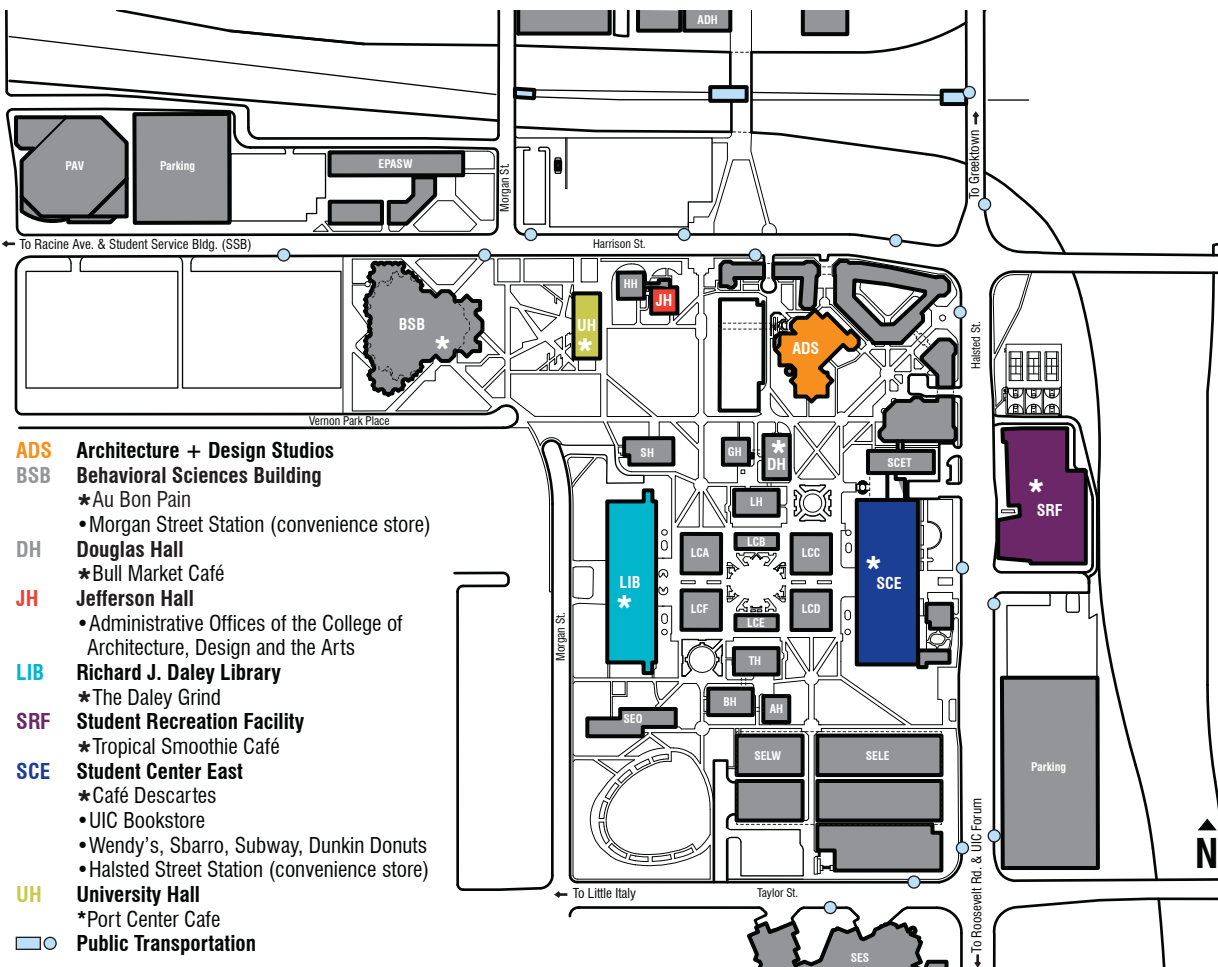 ADH
To Greektown →
PAV
Parking
EPASW
Morgan St.
← To Racine Ave. & Student Service Bldg. (SSB)
Harrison St.
HH
JH
BSB
*
UH
*
ADS
Halsted St.
Vernon Park Place
SH
GH
*
DH
SCET
LH
*
SRF
LCA
LCB
LCC
LIB
*
*
SCE
LCF
LCE
LCD
Morgan St.
TH
BH
AH
SEO
SELW
SELE
Parking
N
← To Roosevelt Rd. & UIC Forum
← To Little Italy
Taylor St.
SES
ADS Architecture + Design Studios
BSB Behavioral Sciences Building
*Au Bon Pain
•Morgan Street Station (convenience store)
DH Douglas Hall
*Bull Market Café
JH Jefferson Hall
•Administrative Offices of the College of
Architecture, Design and the Arts
LIB Richard J. Daley Library
*The Daley Grind
SRF Student Recreation Facility
*Tropical Smoothie Café
SCE Student Center East
*Café Descartes
•UIC Bookstore
•Wendy's, Sbarro, Subway, Dunkin Donuts
•Halsted Street Station (convenience store)
UH University Hall
*Port Center Cafe
Public Transportation